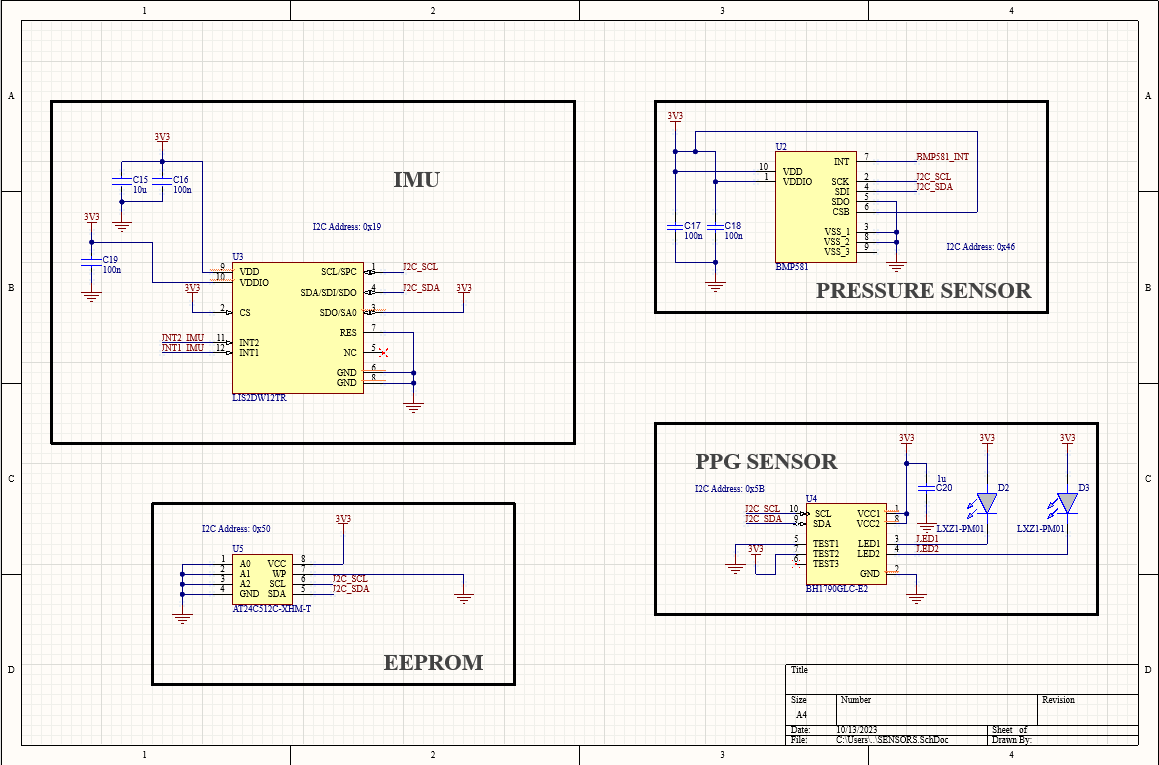 1 2 3 4
A A
B B
C C
D D
1 2 3 4
IMU
3V3
C15
10u
C16
100n
3V3
C19
100n
I2C Address: 0x19
U3
9 VDD
10 VDDIO
3V3
2 CS
INT2_IMU 11 INT2
INT1_IMU 12 INT1
SCL/SPC 1 I2C_SCL
SDA/SDI/SDO 4 I2C_SDA
3V3
SDO/SA0 3
RES 7
NC 5
GND 6
GND 8
LIS2DW12TR
3V3
U2
10 VDD
1 VDDIO
INT 7 BMP581_INT
SCK 2 I2C_SCL
SDI 4 I2C_SDA
SDO 5
CSB 6
VSS_1 3
VSS_2 8
VSS_3 9
BMP581
C17
100n
C18
100n
I2C Address: 0x46
PRESSURE SENSOR
PPG SENSOR
I2C Address: 0x5B
3V3
3V3
3V3
1u
C20
D2
LXZ1-PM01
D3
LXZ1-PM01
U4
I2C_SCL 10 SCL
I2C_SDA 9 SDA
5 TEST1
3V3
7 TEST2
6 TEST3
VCC1 1
VCC2 8
LED1 3 LED1
LED2 4 LED2
GND 2
BH1790GLC-E2
I2C Address: 0x50
3V3
U5
1 A0
2 A1
3 A2
4 GND
VCC 8
WP 7
SCL 6 I2C_SCL
SDA 5 I2C_SDA
AT24C512C-XHM-T
EEPROM
Title
Size Number Revision
A4
Date: 10/13/2023 Sheet of
File: C:\Users\..\SENSORS.SchDoc Drawn By: